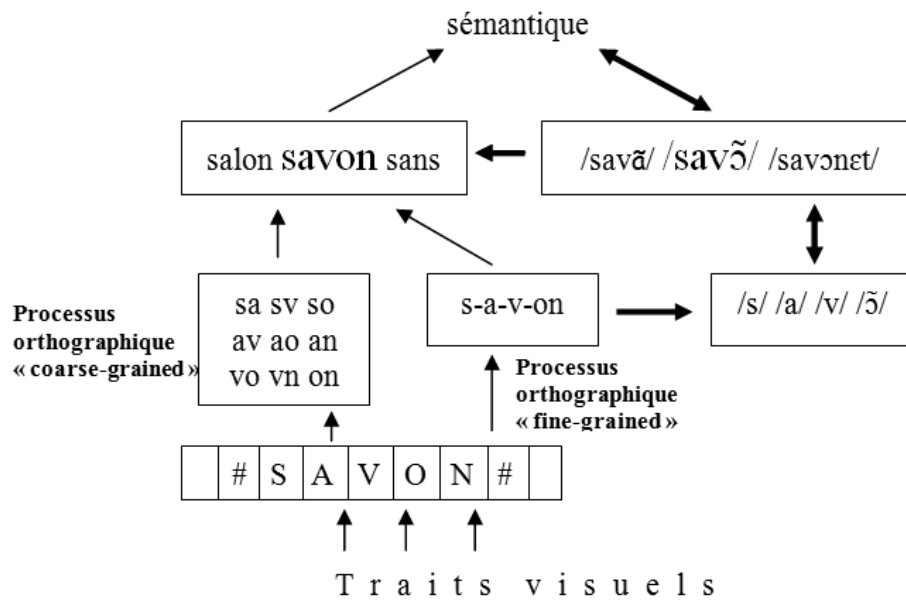 sémantique
salon savon sans
/savɑ̃/ /savɔ̃/ /savɔnɛt/
Processus
orthographique
« coarse-grained »
sa sv so
av ao an
vo vn on
s-a-v-on
/s/ /a/ /v/ /ɔ̃/
Processus
orthographique
« fine-grained »
# S A V O N #
Traits visuels